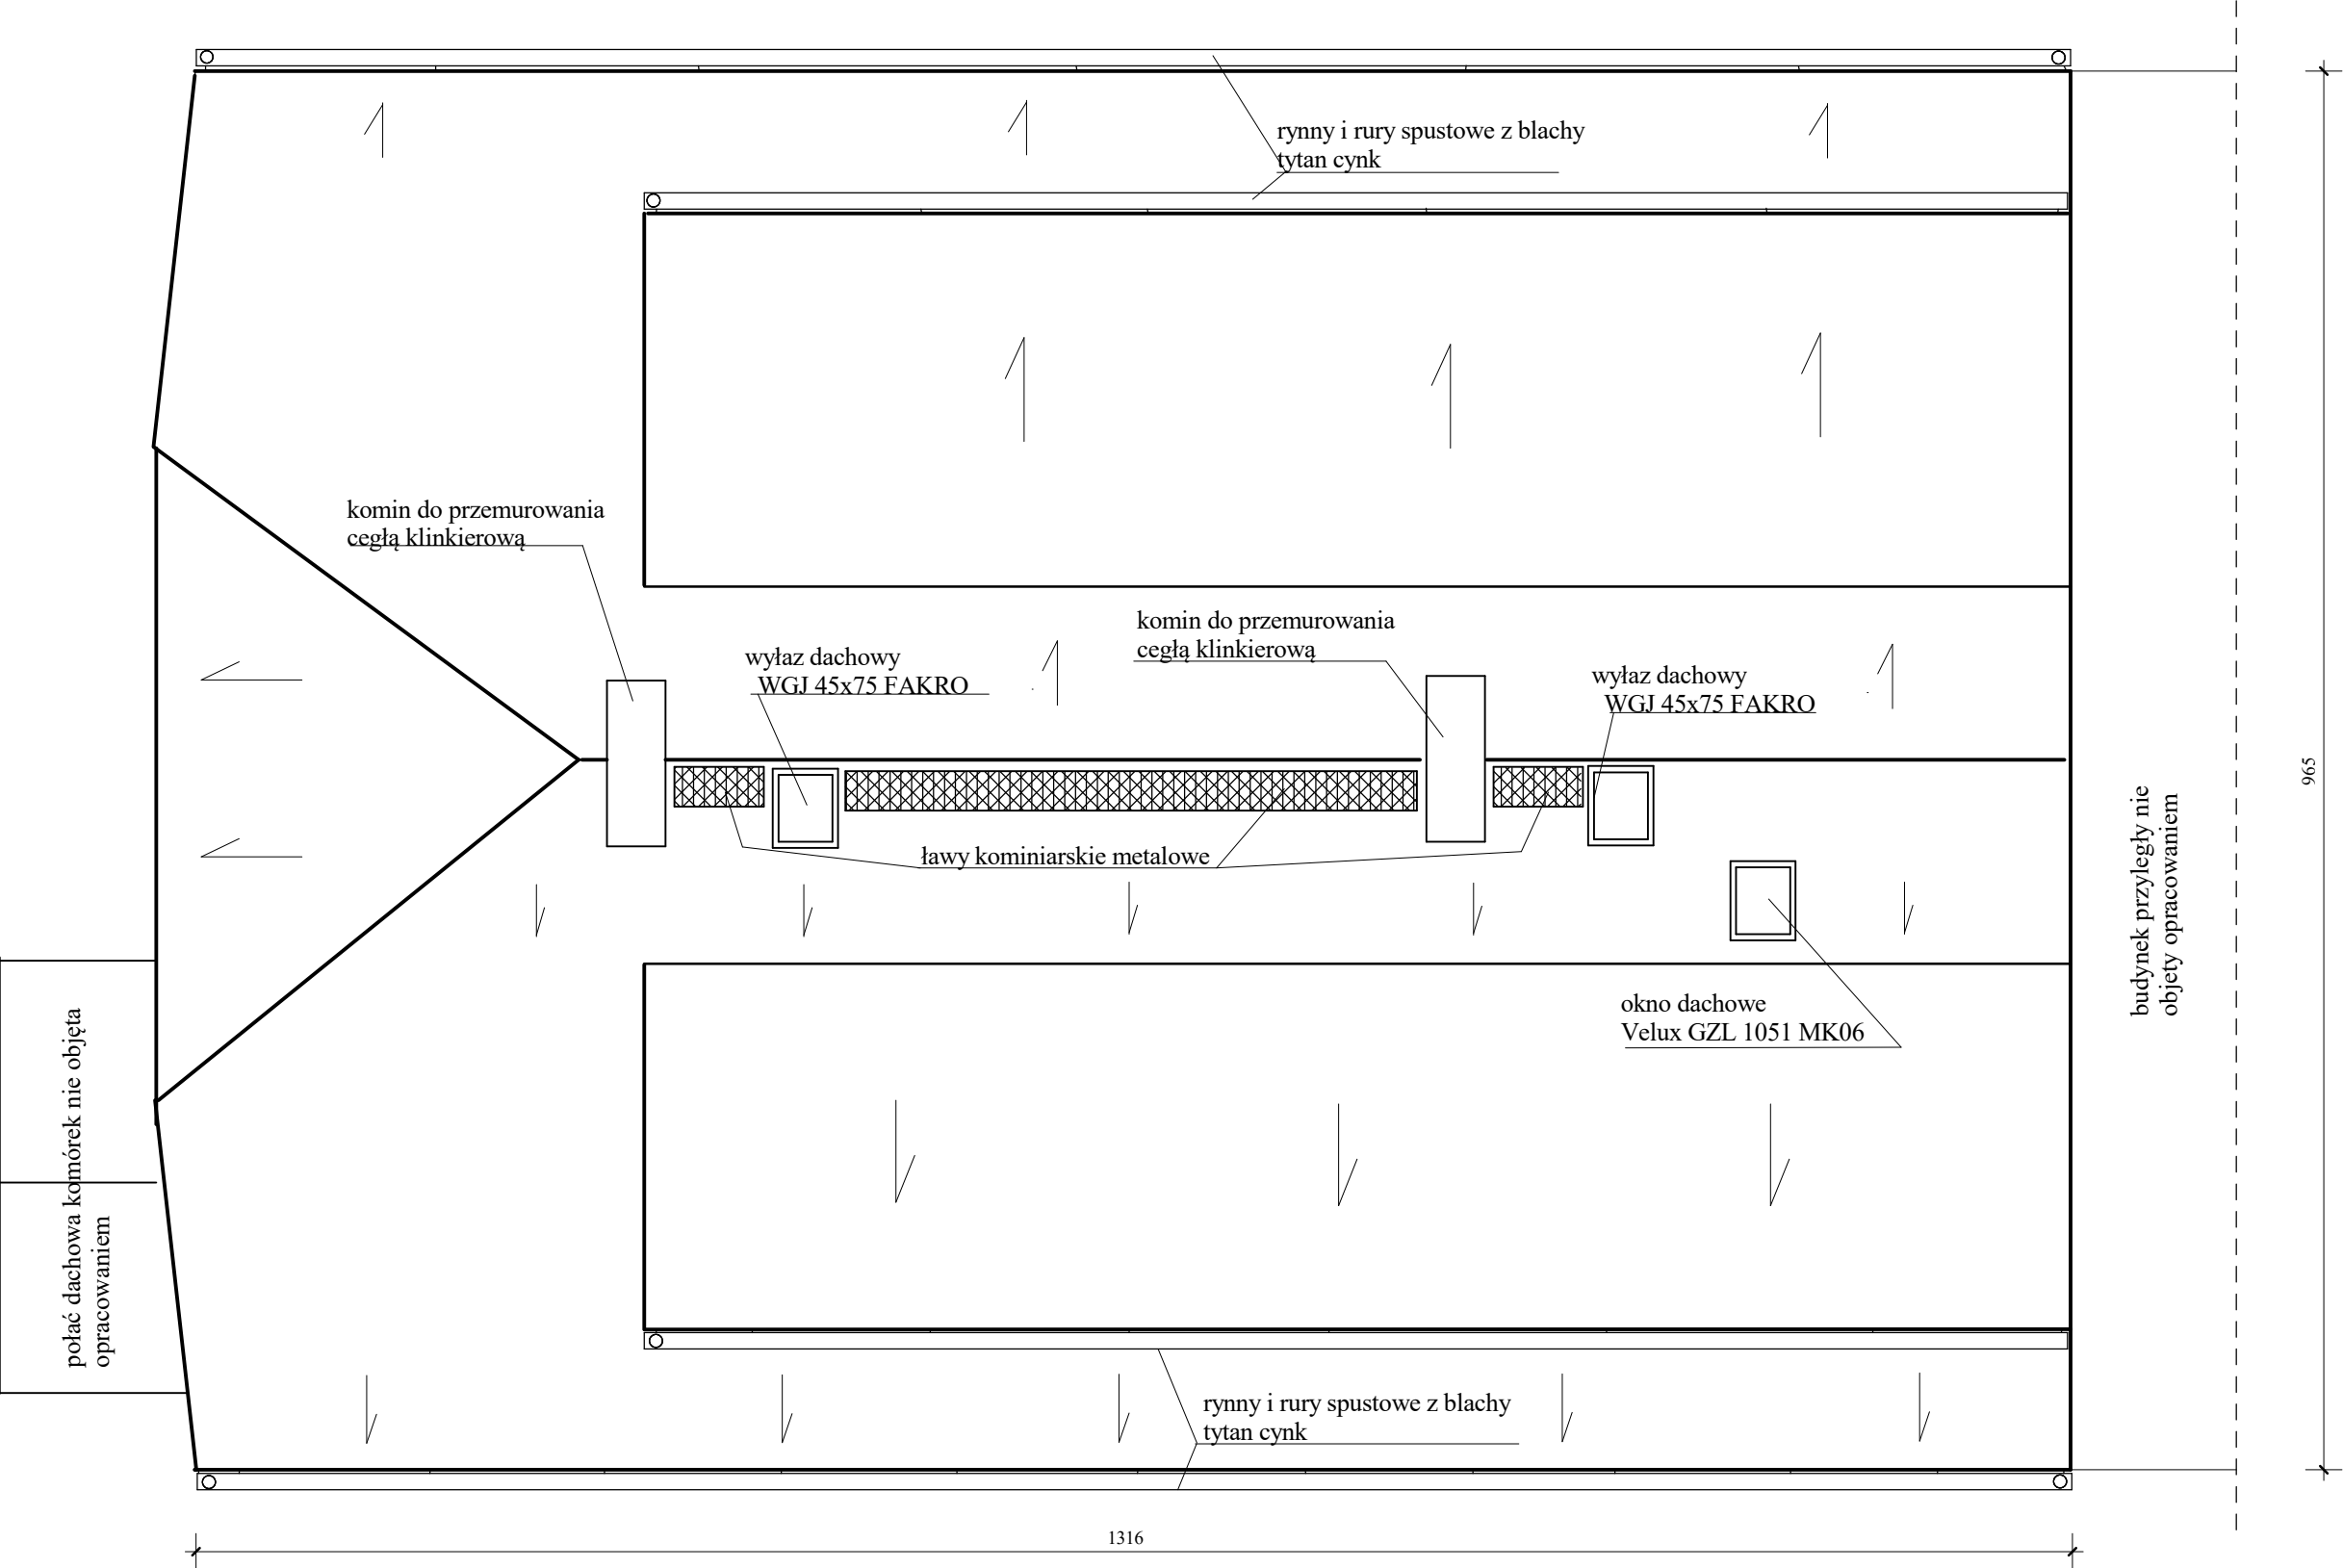 rynny i rury spustowe z blachy
tytan cynk
komin do przemurowania
cegłą klinkierową
komin do przemurowania
cegłą klinkierową
wyłaz dachowy
WGJ 45x75 FAKRO
wyłaz dachowy
WGJ 45x75 FAKRO
ławy kominiarskie metalowe
okno dachowe
Velux GZL 1051 MK06
budynek przyległy nie
objety opracowaniem
965
połać dachowa komórek nie objęta
opracowaniem
rynny i rury spustowe z blachy
tytan cynk
1316